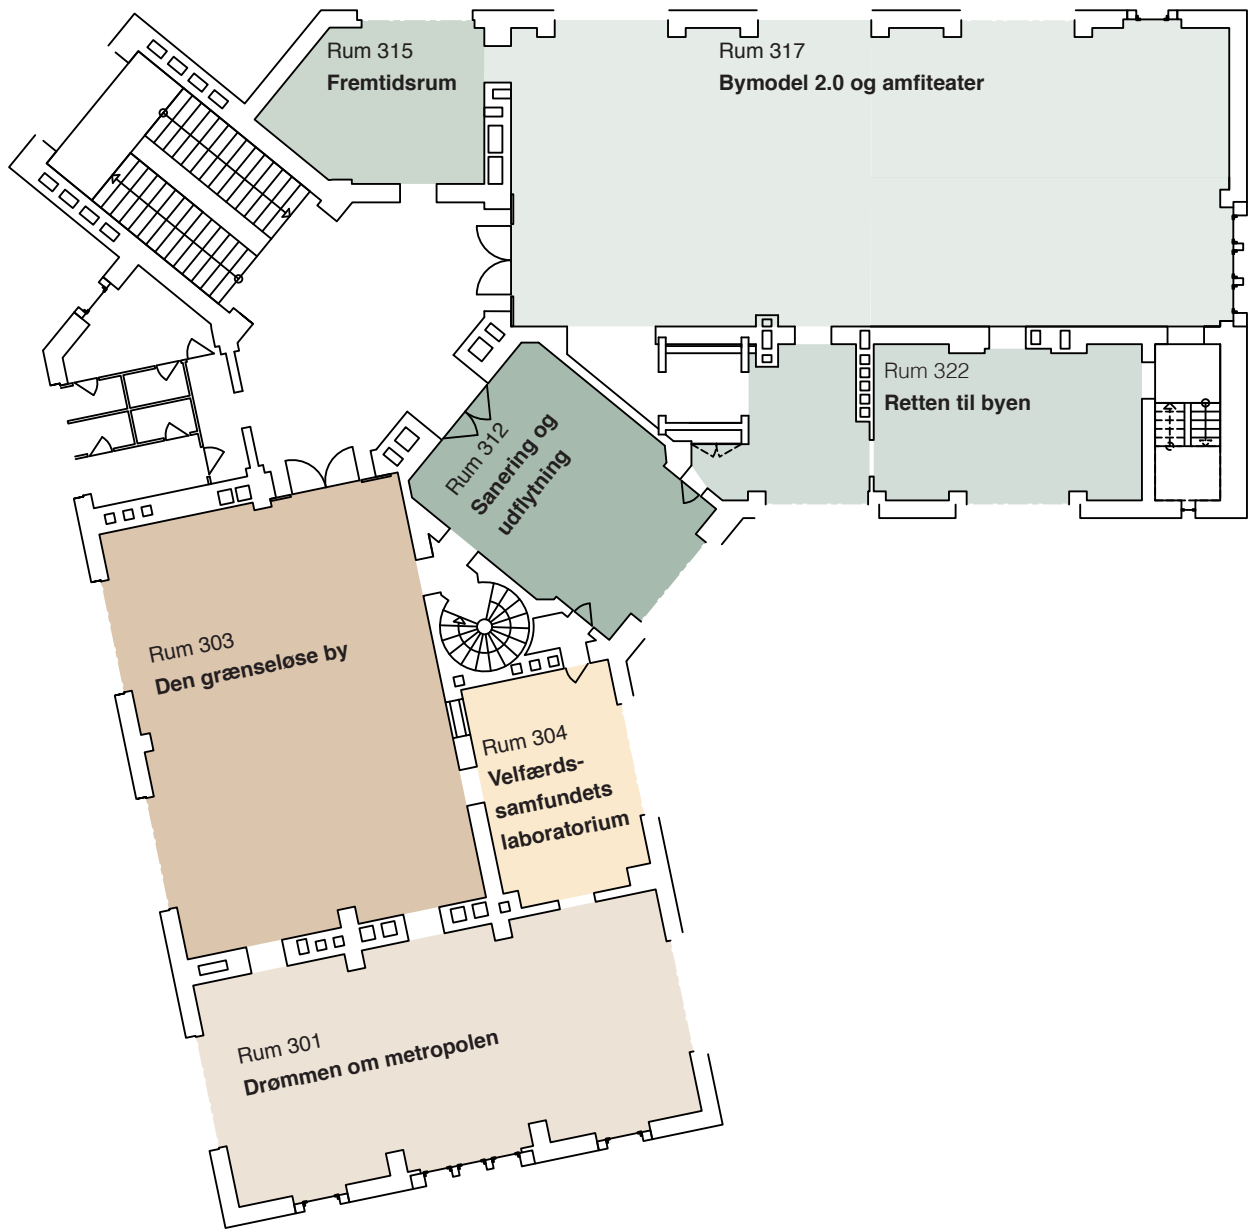 Rum 315
Fremtidsrum
Rum 317
Bymodel 2.0 og amfiteater
Rum 322
Retten til byen
Rum 312
Sanering og
udflytning
Rum 303
Den grænseløse by
Rum 304
Velfærds-
samfundets
laboratorium
Rum 301
Drømmen om metropolen